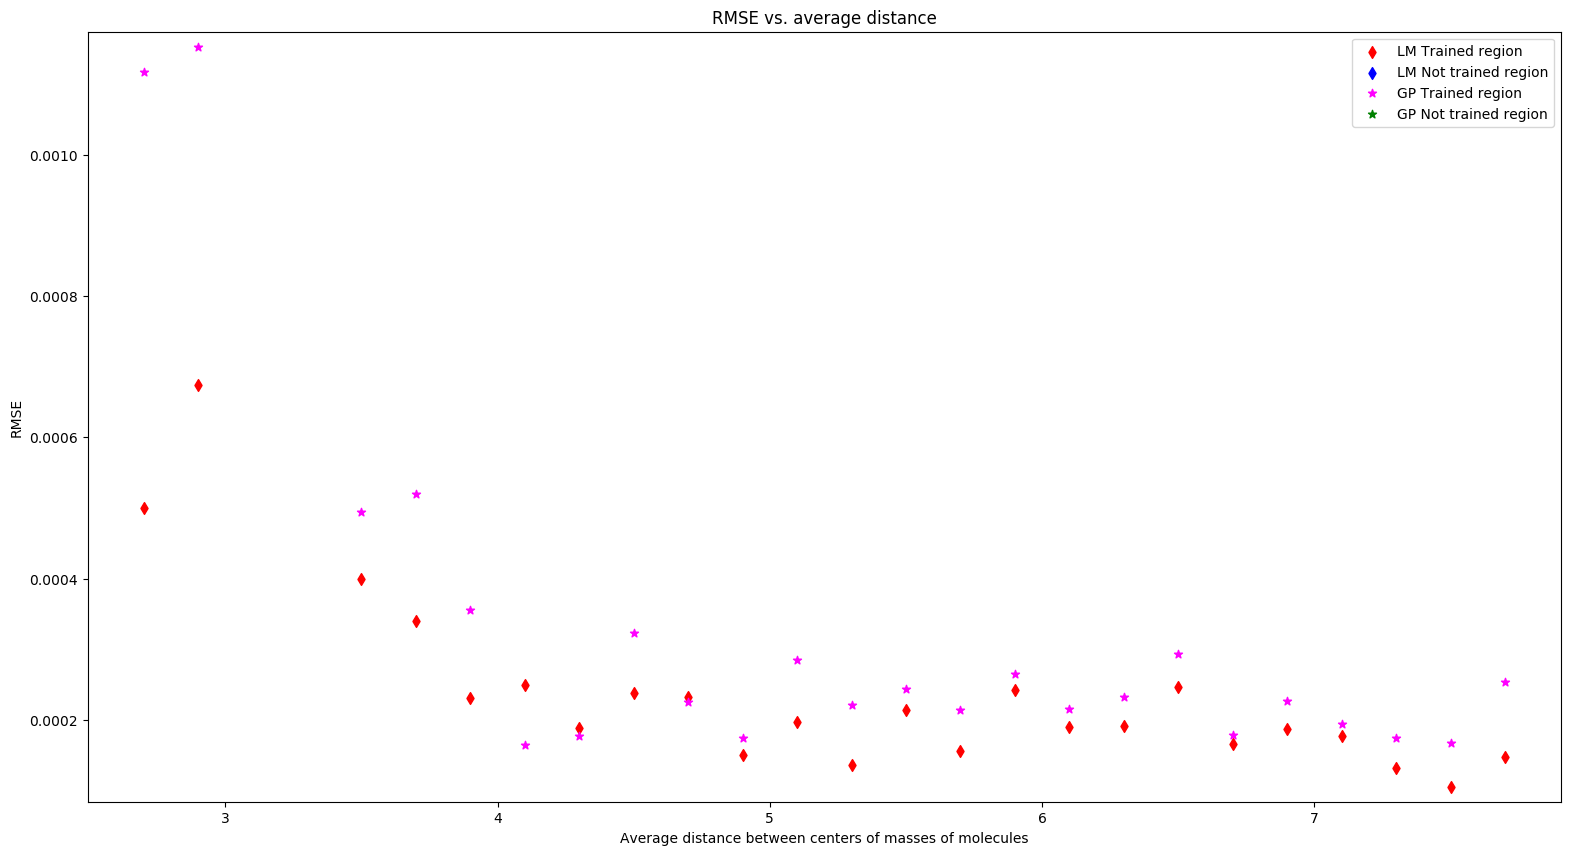 RMSE vs. average distance
LM Trained region
LM Not trained region
GP Trained region
GP Not trained region
0.0010
0.0008
0.0006
0.0004
0.0002
RMSE
3
4
5
6
7
Average distance between centers of masses of molecules